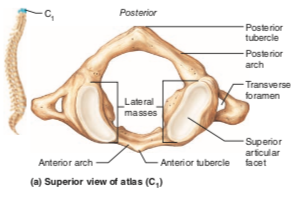 C1
Posterior
Posterior
tubercle
Posterior
arch
Transverse
foramen
Lateral
masses
Superior
articular
facet
Anterior arch
Anterior tubercle
(a) Superior view of atlas (C1)